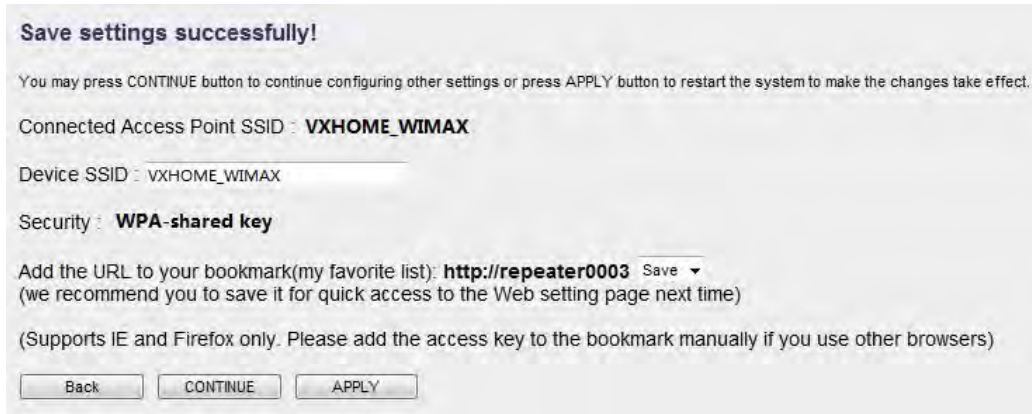 Save settings successfully!
You may press CONTINUE button to continue configuring other settings or press APPLY button to restart the system to make the changes take effect.
Connected Access Point SSID : VXHOME_WIMAX
Device SSID : VXHOME_WIMAX
Security : WPA-shared key
Add the URL to your bookmark(my favorite list): http://repeater0003 Save
(we recommend you to save it for quick access to the Web setting page next time)
(Supports IE and Firefox only. Please add the access key to the bookmark manually if you use other browsers)
Back CONTINUE APPLY